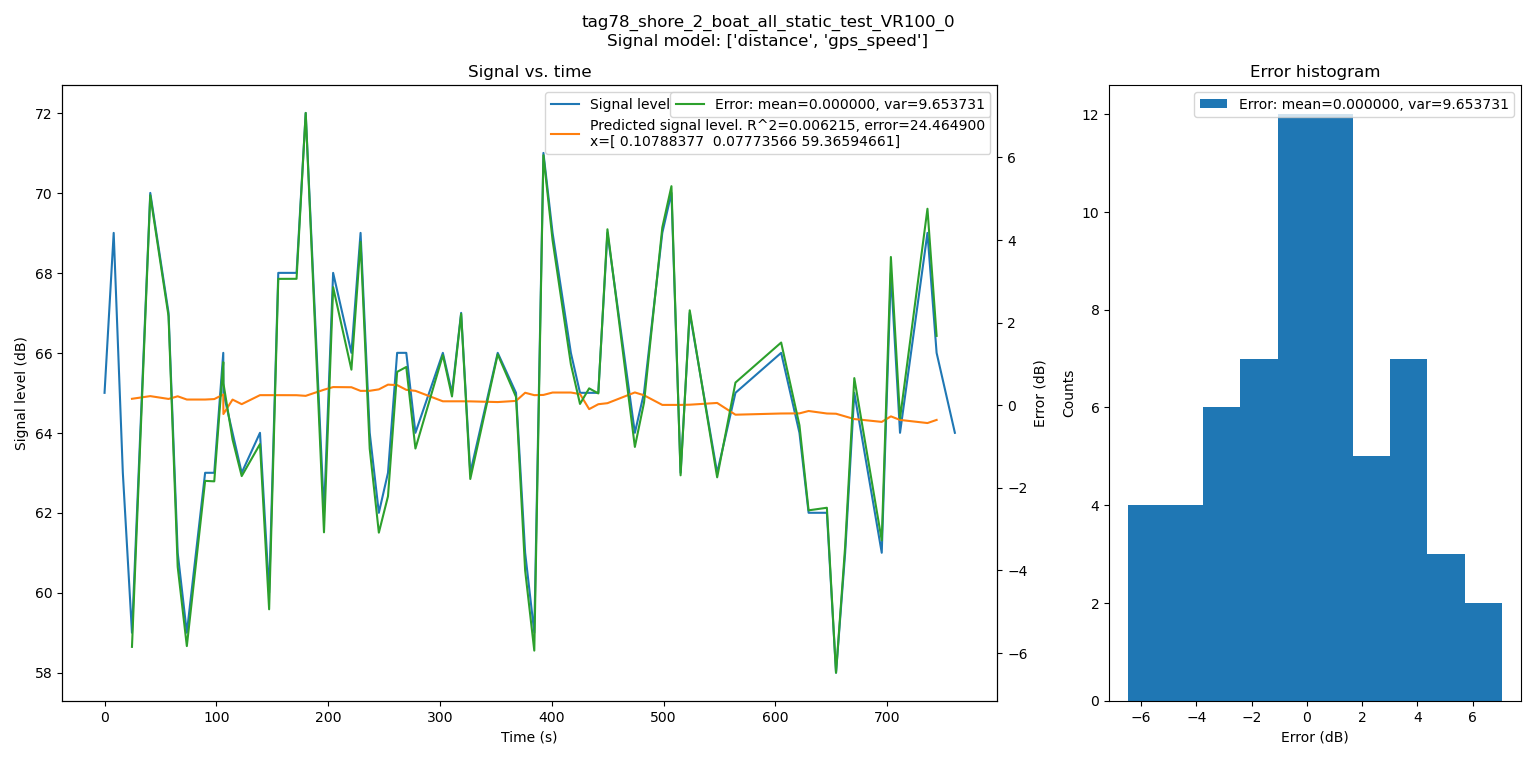 tag78_shore_2_boat_all_static_test_VR100_0
Signal model: ['distance', 'gps_speed']
Signal vs. time
Signal level
Error: mean=0.000000, var=9.653731
Predicted signal level. R^2=0.006215, error=24.464900
x=[ 0.10788377  0.07773566 59.36594661]
Signal level (dB)
72
70
68
66
64
62
60
58
0
100
200
300
400
500
600
700
Time (s)
6
4
2
0
−2
−4
−6
Error (dB)
Error histogram
Error: mean=0.000000, var=9.653731
Counts
12
10
8
6
4
2
0
−6
−4
−2
0
2
4
6
Error (dB)